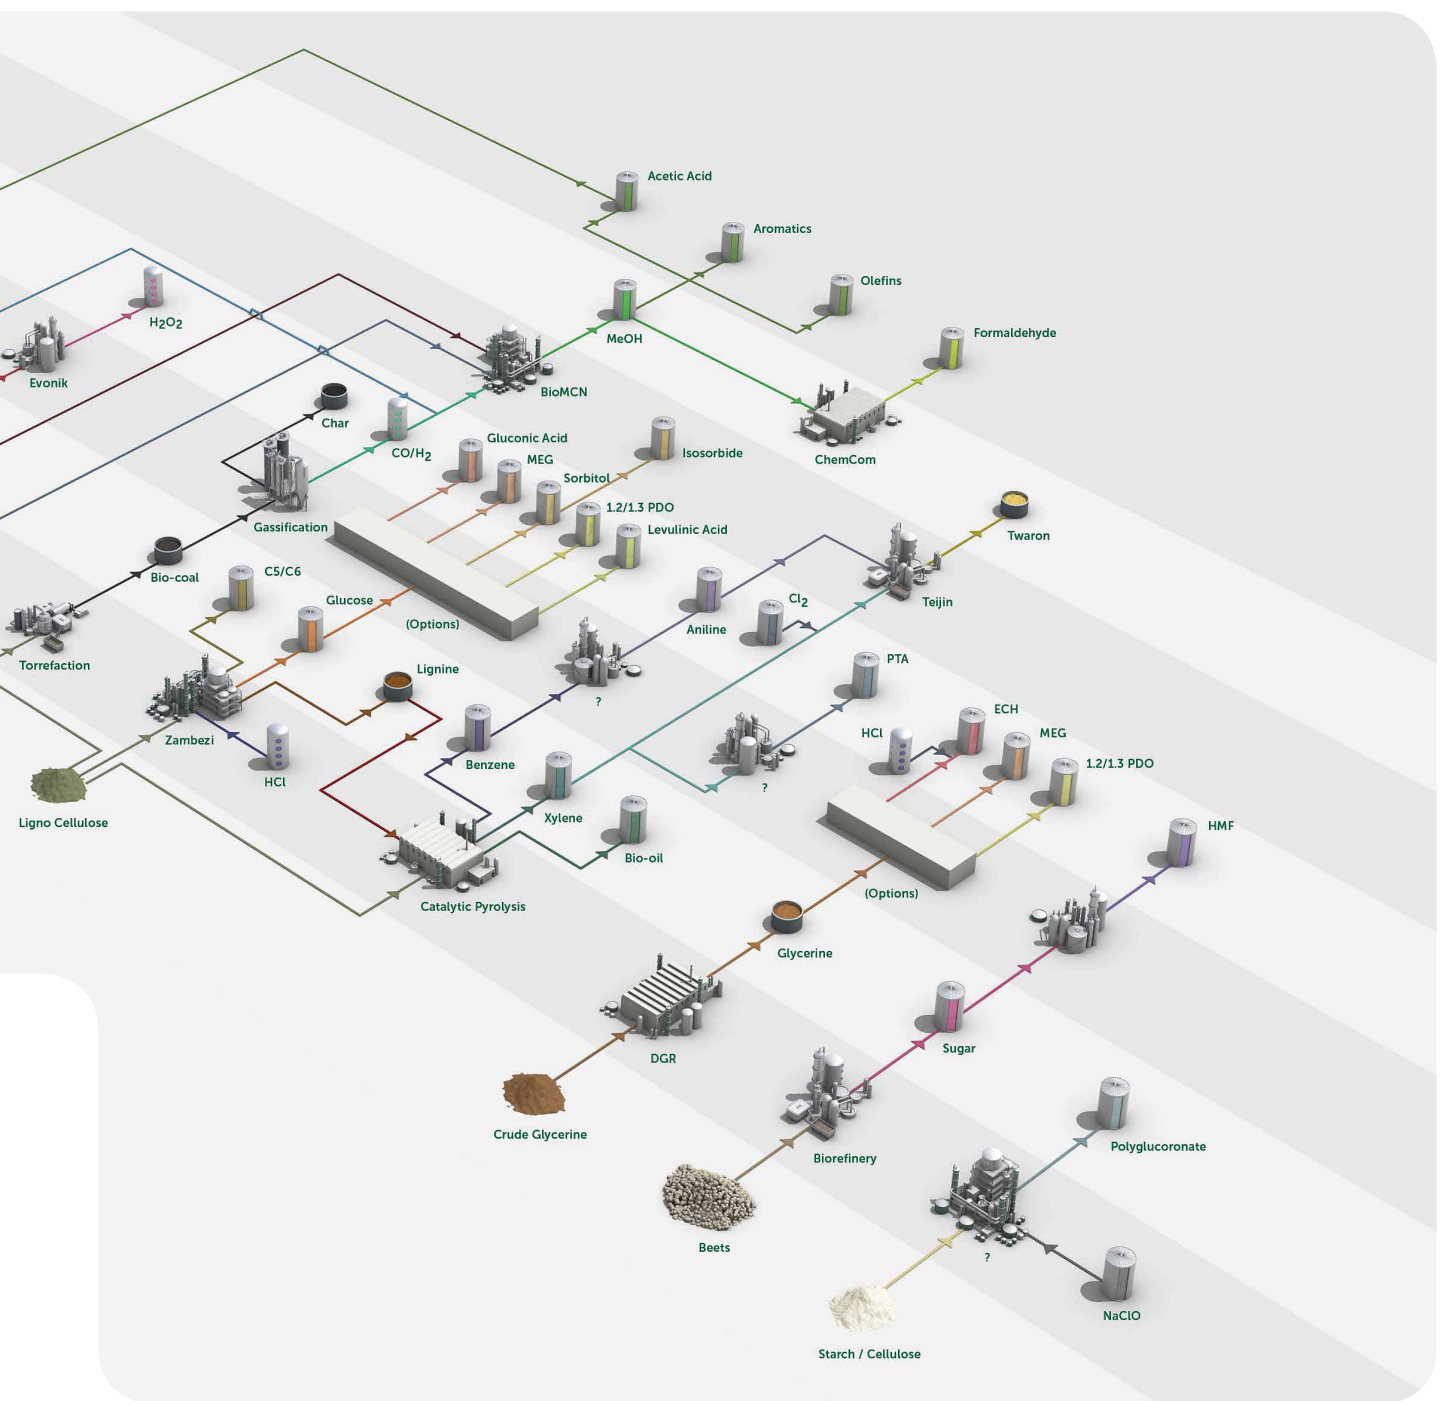 Acetic Acid
Aromatics
Olefins
H2O2
MeOH
Formaldehyde
Evonik
BioMCN
Char
CO/H2
Gluconic Acid
MEG
Isosorbide
ChemCom
Sorbitol
1.2/1.3 PDO
Gassification
Levulinic Acid
Twaron
Bio-coal
C5/C6
Glucose
(Options)
Aniline
Cl2
Teijin
Torrefaction
Lignine
PTA
?
Zambezi
HCl
Benzene
HCl
ECH
MEG
1.2/1.3 PDO
?
Ligno Cellulose
Xylene
Bio-oil
HMF
Catalytic Pyrolysis
(Options)
Glycerine
DGR
Sugar
Crude Glycerine
Biorefinery
Polyglucoronate
Beets
?
NaClO
Starch / Cellulose